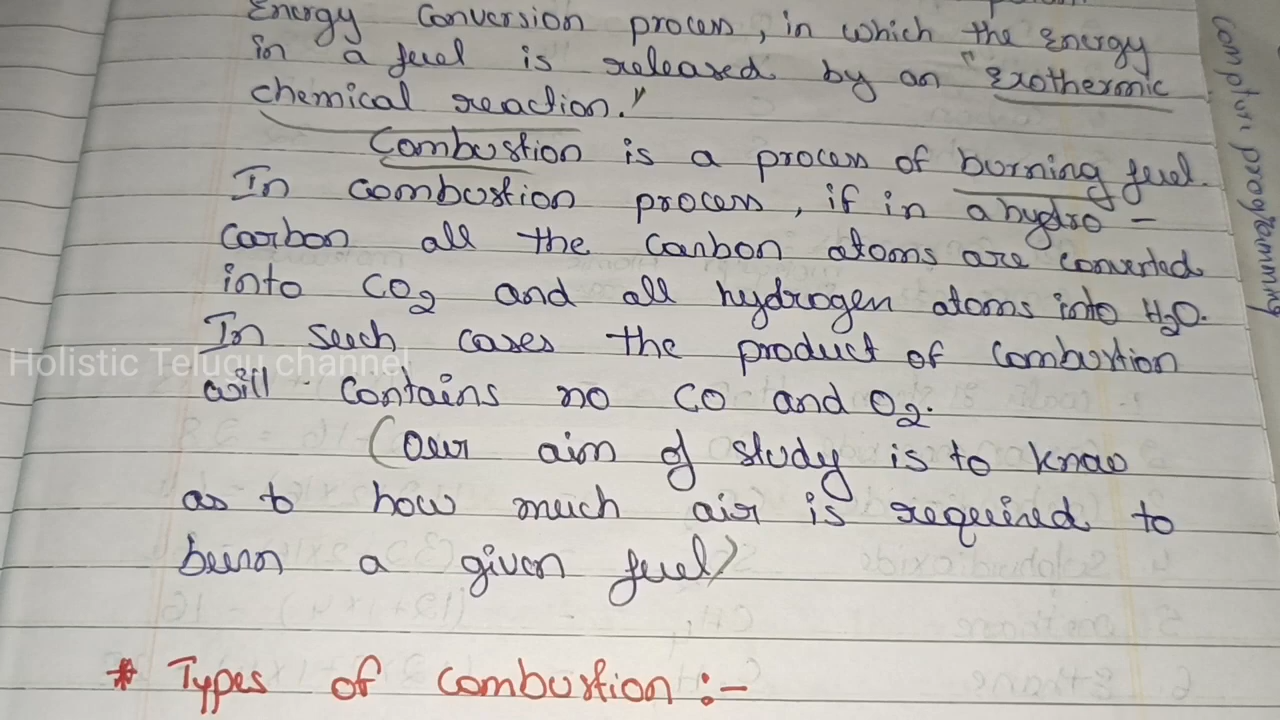 Energy conversion process, in which the Energy
in a fuel is released by an "Exothermic
chemical reaction."
Combustion is a process of burning fuel.
In combustion process, if in a hydro -
carbon all the carbon atoms are converted
into CO2 and all hydrogen atoms into H2O.
In such cases the product of combustion
will contains no CO and O2.
(Our aim of study is to know
as to how much air is required to
burn a given fuel)
* Types of combustion :-
Holistic Telugu channel